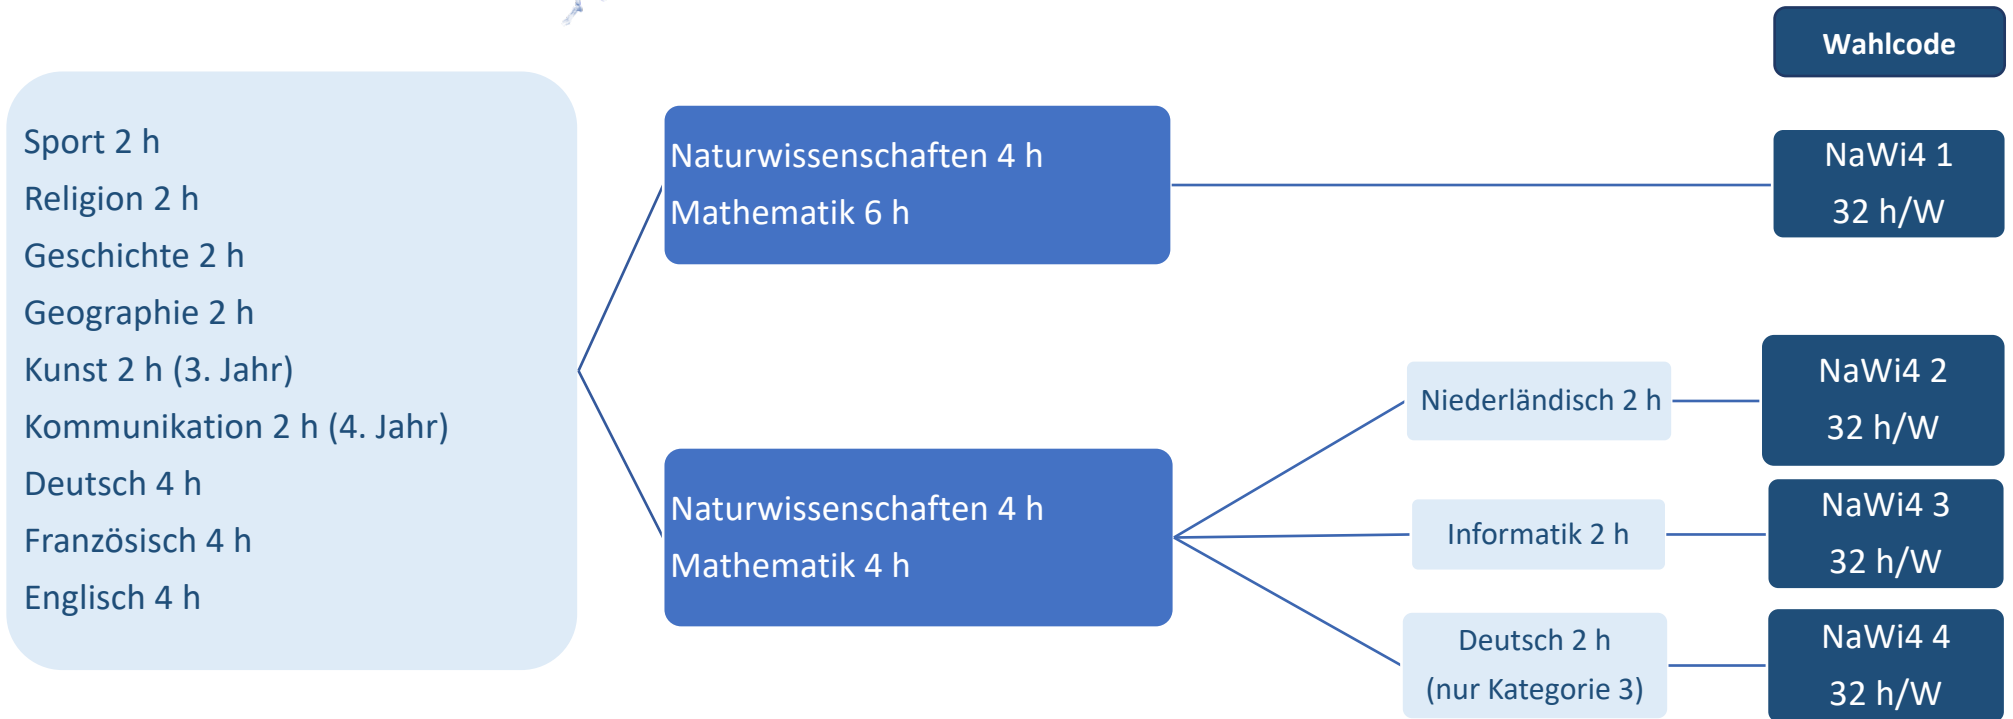 Wahlcode
Sport 2 h
Religion 2 h
Geschichte 2 h
Geographie 2 h
Kunst 2 h (3. Jahr)
Kommunikation 2 h (4. Jahr)
Deutsch 4 h
Französisch 4 h
Englisch 4 h
Naturwissenschaften 4 h
Mathematik 6 h
NaWi4 1
32 h/W
Naturwissenschaften 4 h
Mathematik 4 h
Niederländisch 2 h
NaWi4 2
32 h/W
Informatik 2 h
NaWi4 3
32 h/W
Deutsch 2 h
(nur Kategorie 3)
NaWi4 4
32 h/W